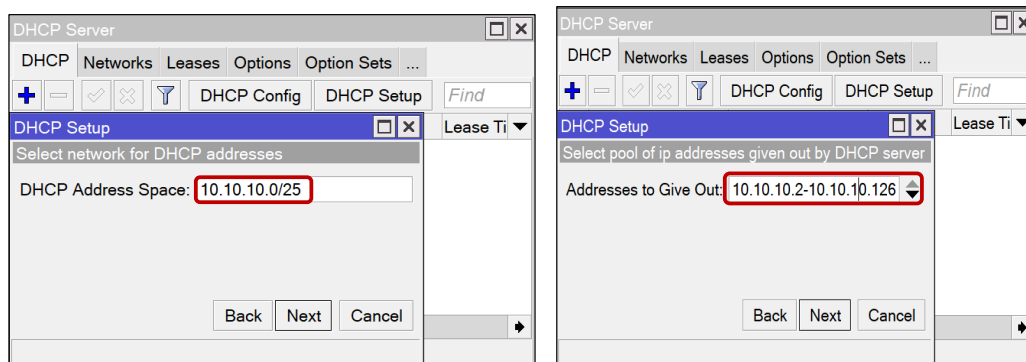 DHCP Server
DHCP Networks Leases Options Option Sets ...
DHCP Config DHCP Setup Find
DHCP Setup Lease Ti
Select network for DHCP addresses
DHCP Address Space: 10.10.10.0/25
Back Next Cancel
DHCP Server
DHCP Networks Leases Options Option Sets ...
DHCP Config DHCP Setup Find
DHCP Setup Lease Ti
Select pool of ip addresses given out by DHCP server
Addresses to Give Out: 10.10.10.2-10.10.10.126
Back Next Cancel